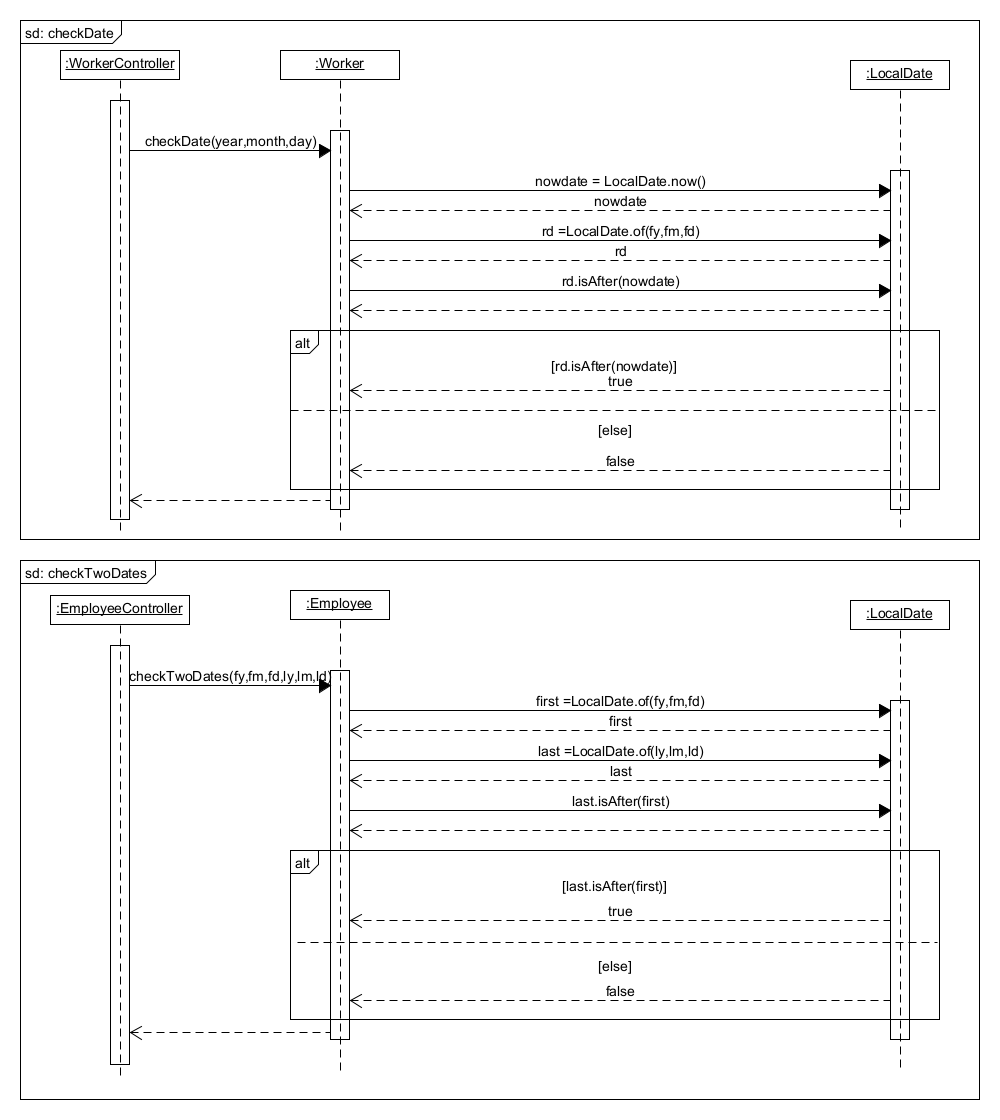 sd: checkDate
:WorkerController
:Worker
:LocalDate
checkDate(year,month,day)
nowdate = LocalDate.now()
nowdate
rd =LocalDate.of(fy,fm,fd)
rd
rd.isAfter(nowdate)
alt
[rd.isAfter(nowdate)]
true
[else]
false
sd: checkTwoDates
:EmployeeController
:Employee
:LocalDate
checkTwoDates(fy,fm,fd,ly,lm,ld)
first =LocalDate.of(fy,fm,fd)
first
last =LocalDate.of(ly,lm,ld)
last
last.isAfter(first)
alt
[last.isAfter(first)]
true
[else]
false